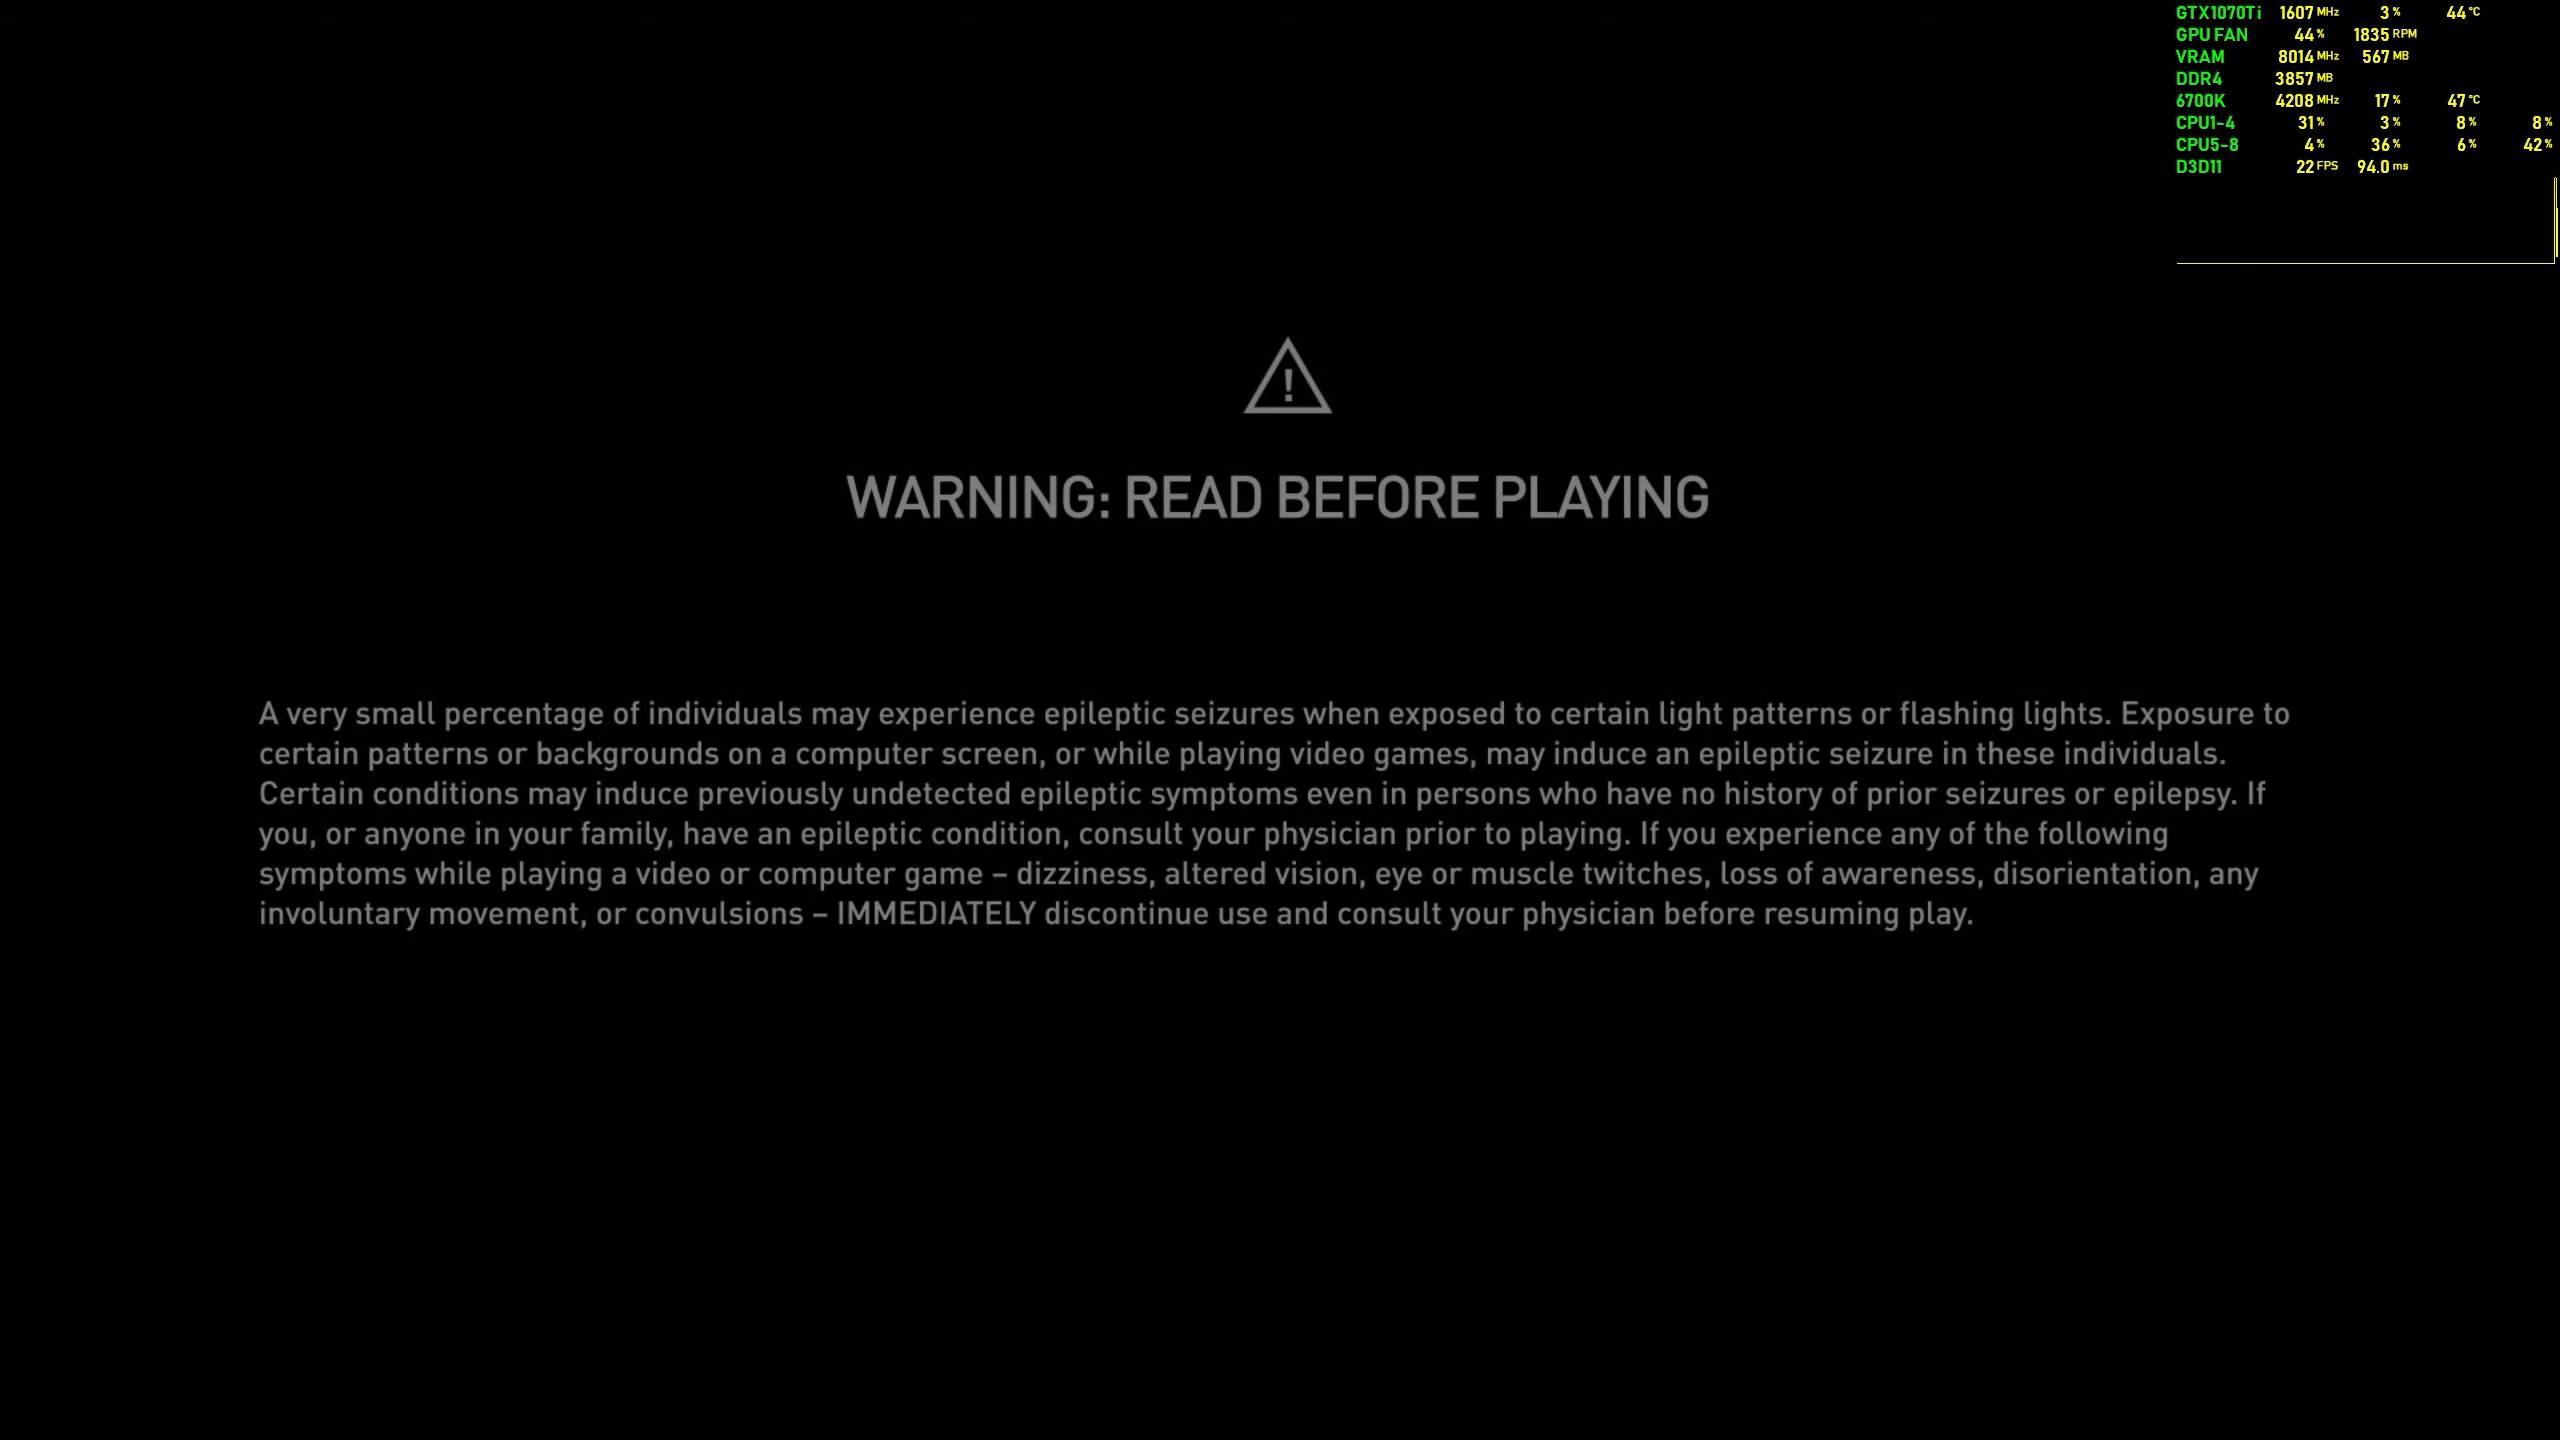 GTX1070Ti 1607 MHz 3 % 44 °C
GPU FAN 44 % 1835 RPM
VRAM 8014 MHz 567 MB
DDR4 3857 MB
6700K 4208 MHz 17 % 47 °C
CPU1-4 31 % 3 % 8 % 8 %
CPU5-8 4 % 36 % 6 % 42 %
D3D11 22 FPS 94.0 ms
!
WARNING: READ BEFORE PLAYING
A very small percentage of individuals may experience epileptic seizures when exposed to certain light patterns or flashing lights. Exposure to
certain patterns or backgrounds on a computer screen, or while playing video games, may induce an epileptic seizure in these individuals.
Certain conditions may induce previously undetected epileptic symptoms even in persons who have no history of prior seizures or epilepsy. If
you, or anyone in your family, have an epileptic condition, consult your physician prior to playing. If you experience any of the following
symptoms while playing a video or computer game – dizziness, altered vision, eye or muscle twitches, loss of awareness, disorientation, any
involuntary movement, or convulsions – IMMEDIATELY discontinue use and consult your physician before resuming play.